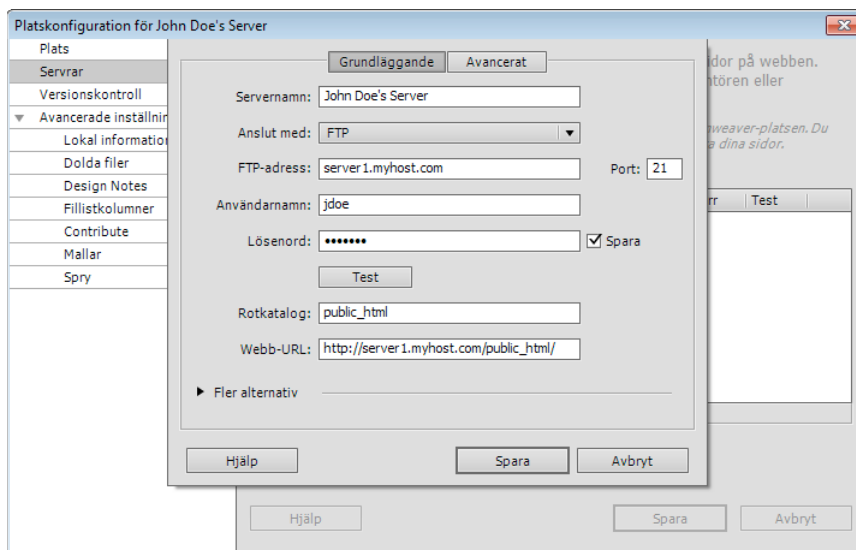 Platskonfiguration för John Doe's Server
Plats
Servrar
Versionskontroll
Avancerade inställnin
Lokal information
Dolda filer
Design Notes
Fillistkolumner
Contribute
Mallar
Spry
Grundläggande Avancerat
Servernamn: John Doe's Server
Anslut med: FTP
FTP-adress: server1.myhost.com Port: 21
Användarnamn: jdoe
Lösenord: ••••••• Spara
Test
Rotkatalog: public_html
Webb-URL: http://server1.myhost.com/public_html/
Fler alternativ
Hjälp Spara Avbryt
idor på webben.
ntören eller
mweaver-platsen. Du
a dina sidor.
rr Test
Hjälp Spara Avbryt